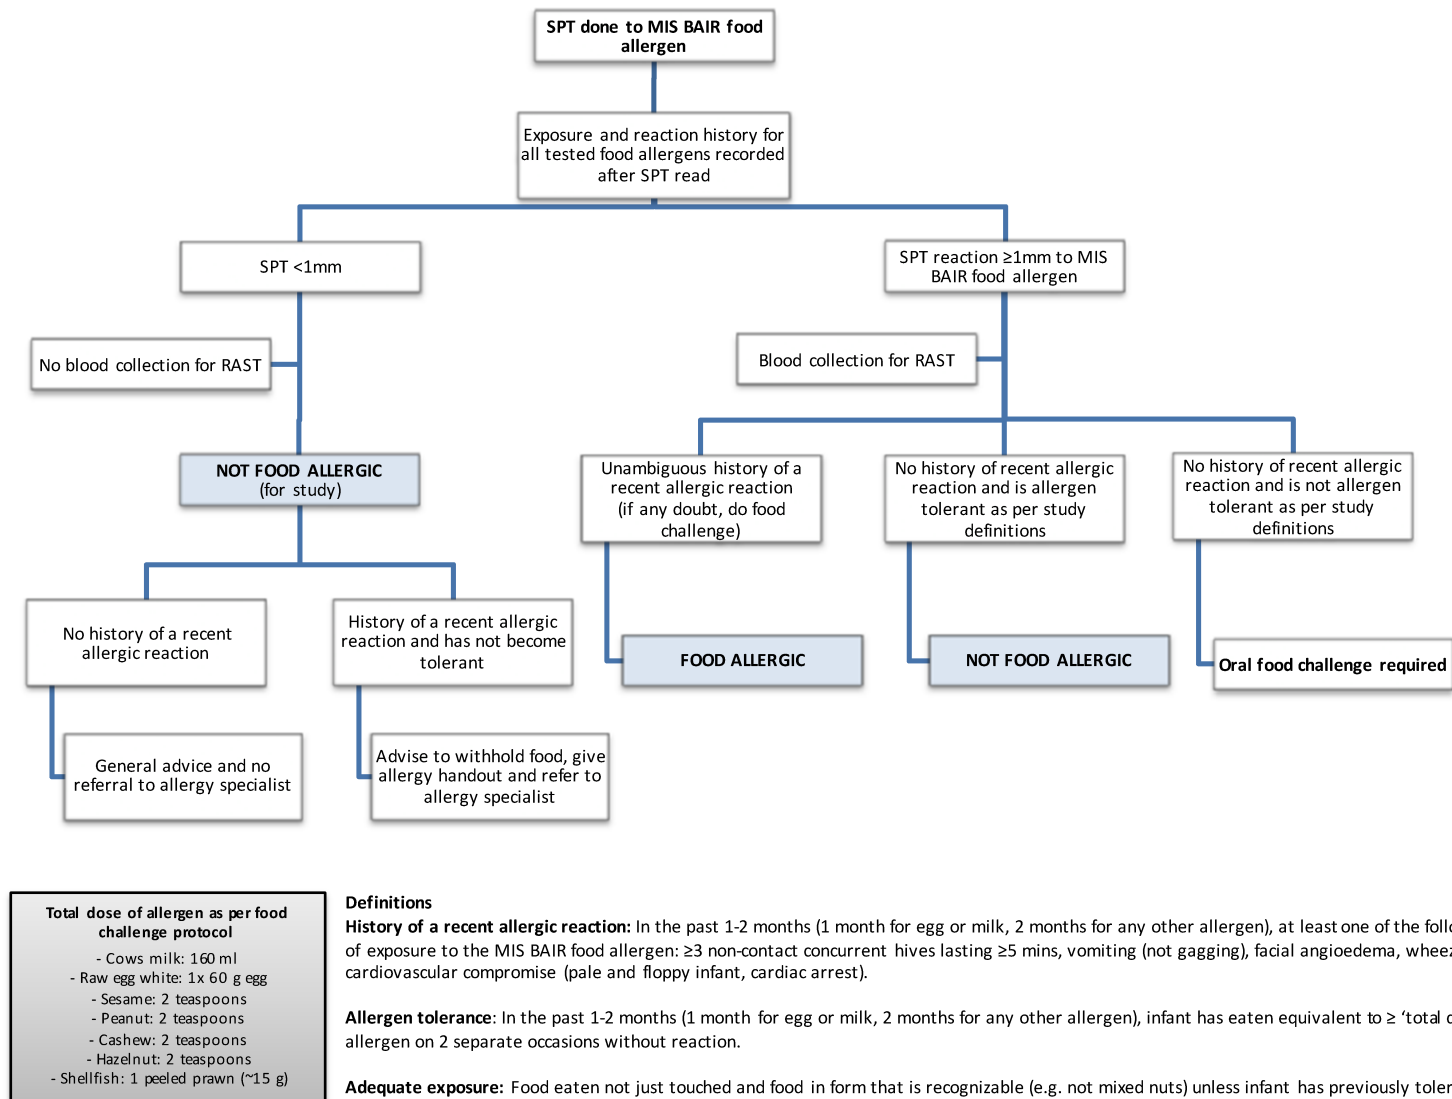 SPT done to MIS BAIR food
allergen
Exposure and reaction history for
all tested food allergens recorded
after SPT read
SPT <1mm
SPT reaction ≥1mm to MIS
BAIR food allergen
No blood collection for RAST
Blood collection for RAST
NOT FOOD ALLERGIC
(for study)
Unambiguous history of a
recent allergic reaction
(if any doubt, do food
challenge)
No history of recent allergic
reaction and is allergen
tolerant as per study
definitions
No history of recent allergic
reaction and is not allergen
tolerant as per study
definitions
No history of a recent
allergic reaction
History of a recent allergic
reaction and has not become
tolerant
FOOD ALLERGIC
NOT FOOD ALLERGIC
Oral food challenge required
General advice and no
referral to allergy specialist
Advise to withhold food, give
allergy handout and refer to
allergy specialist
Total dose of allergen as per food
challenge protocol
- Cows milk: 160 ml
- Raw egg white: 1x 60 g egg
- Sesame: 2 teaspoons
- Peanut: 2 teaspoons
- Cashew: 2 teaspoons
- Hazelnut: 2 teaspoons
- Shellfish: 1 peeled prawn (~15 g)
Definitions
History of a recent allergic reaction: In the past 1-2 months (1 month for egg or milk, 2 months for any other allergen), at least one of the
of exposure to the MIS BAIR food allergen: ≥3 non-contact concurrent hives lasting ≥5 mins, vomiting (not gagging), facial angioedema,
cardiovascular compromise (pale and floppy infant, cardiac arrest).
Allergen tolerance: In the past 1-2 months (1 month for egg or milk, 2 months for any other allergen), infant has eaten equivalent to ≥ ‘total
allergen on 2 separate occasions without reaction.
Adequate exposure: Food eaten not just touched and food in form that is recognizable (e.g. not mixed nuts) unless infant has previously